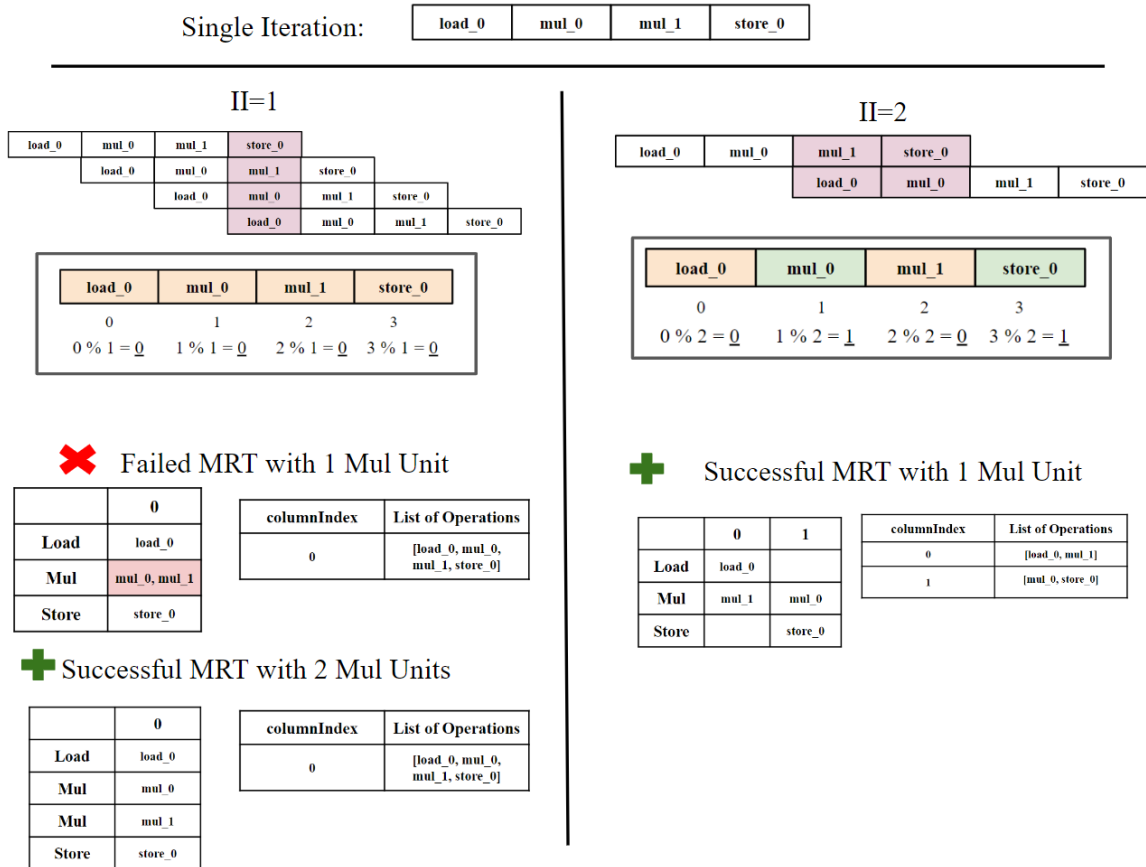 Single Iteration:
load_0 mul_0 mul_1 store_0
II=1
load_0 mul_0 mul_1 store_0
load_0 mul_0 mul_1 store_0
load_0 mul_0 mul_1 store_0
load_0 mul_0 mul_1 store_0
load_0 mul_0 mul_1 store_0
0 1 2 3
0 % 1 = 0 1 % 1 = 0 2 % 1 = 0 3 % 1 = 0
Failed MRT with 1 Mul Unit
0
Load load_0
Mul mul_0, mul_1
Store store_0
columnIndex List of Operations
0 [load_0, mul_0,
mul_1, store_0]
Successful MRT with 2 Mul Units
0
Load load_0
Mul mul_0
Mul mul_1
Store store_0
columnIndex List of Operations
0 [load_0, mul_0,
mul_1, store_0]
II=2
load_0 mul_0 mul_1 store_0
load_0 mul_0 mul_1 store_0
load_0 mul_0 mul_1 store_0
0 1 2 3
0 % 2 = 0 1 % 2 = 1 2 % 2 = 0 3 % 2 = 1
Successful MRT with 1 Mul Unit
0 1
Load load_0
Mul mul_1 mul_0
Store store_0
columnIndex List of Operations
0 [load_0, mul_1]
1 [mul_0, store_0]